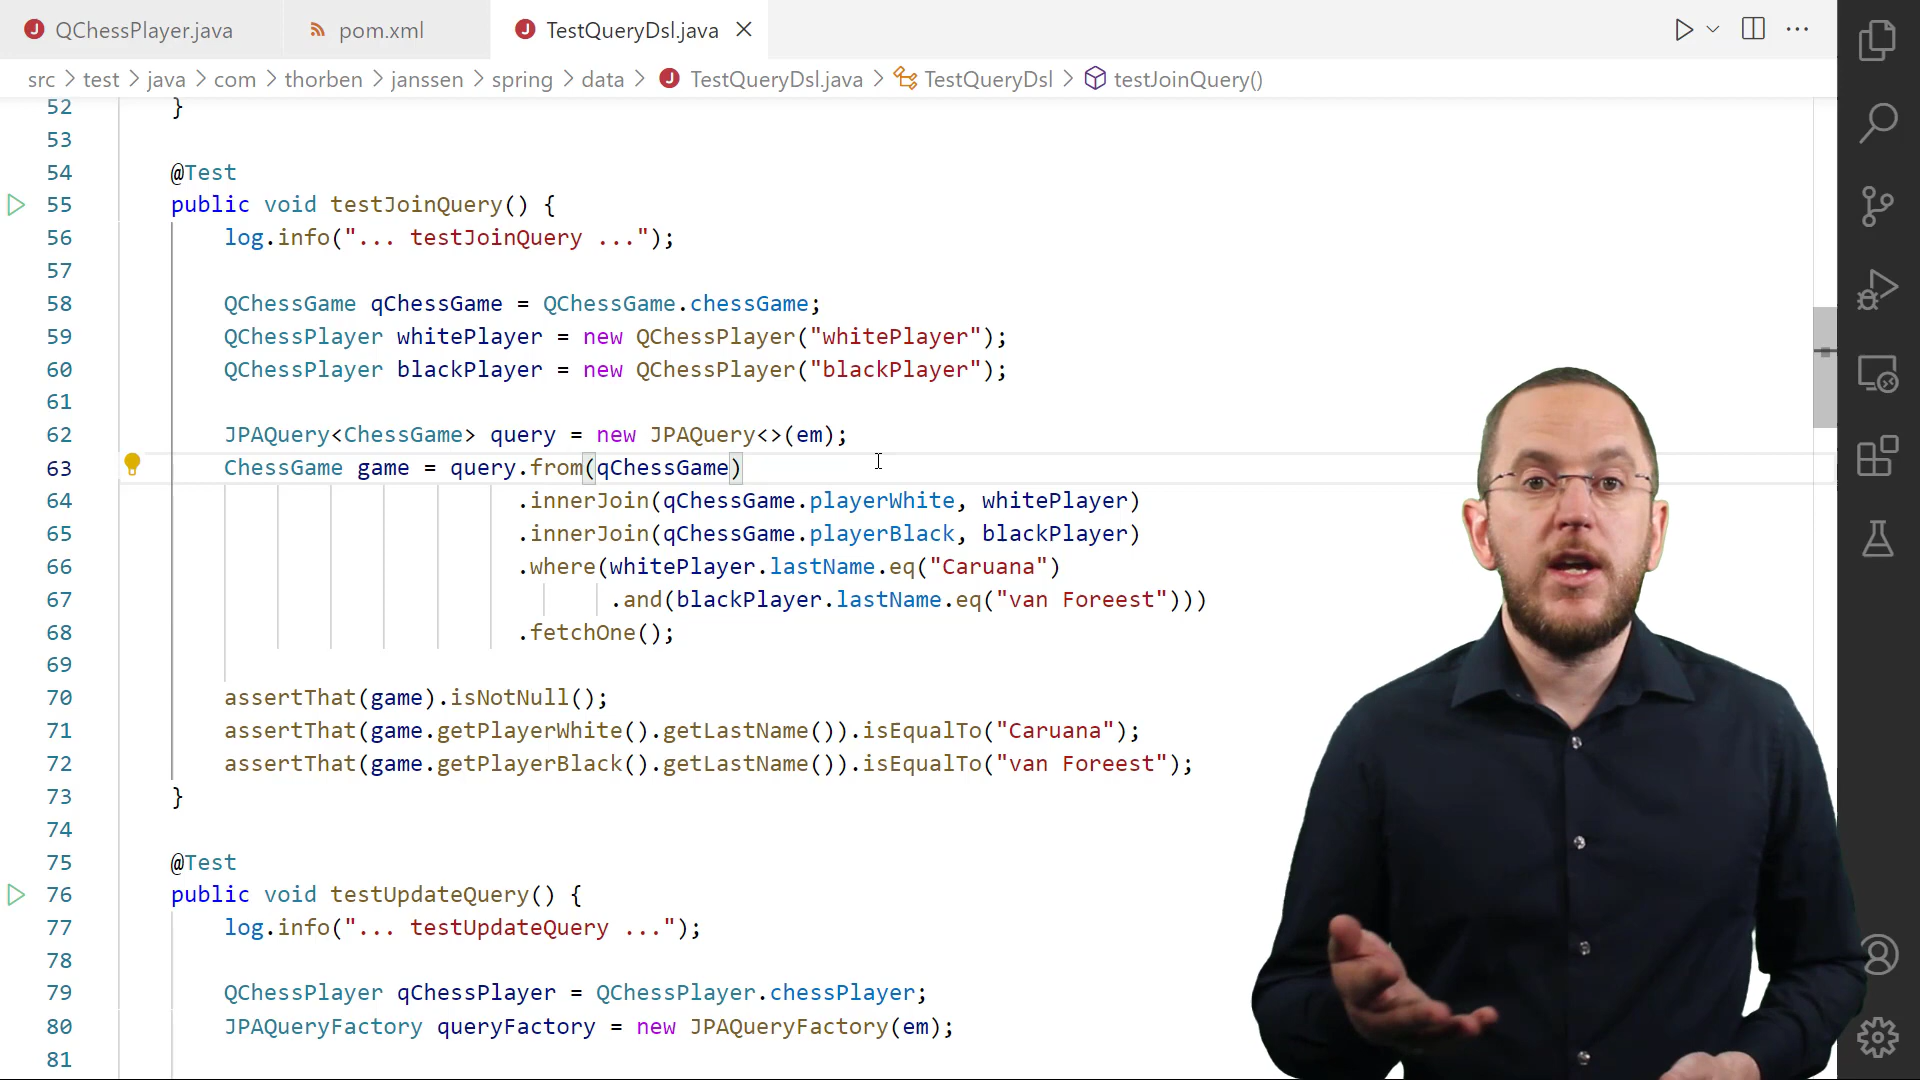 QChessPlayer.java pom.xml TestQueryDsl.java
src > test > java > com > thorben > janssen > spring > data > TestQueryDsl.java > TestQueryDsl > testJoinQuery()
52 }
53
54 @Test
55 public void testJoinQuery() {
56 log.info("... testJoinQuery ...");
57
58 QChessGame qChessGame = QChessGame.chessGame;
59 QChessPlayer whitePlayer = new QChessPlayer("whitePlayer");
60 QChessPlayer blackPlayer = new QChessPlayer("blackPlayer");
61
62 JPAQuery<ChessGame> query = new JPAQuery<>(em);
63 ChessGame game = query.from(qChessGame)
64 .innerJoin(qChessGame.playerWhite, whitePlayer)
65 .innerJoin(qChessGame.playerBlack, blackPlayer)
66 .where(whitePlayer.lastName.eq("Caruana")
67 .and(blackPlayer.lastName.eq("van Foreest")))
68 .fetchOne();
69
70 assertThat(game).isNotNull();
71 assertThat(game.getPlayerWhite().getLastName()).isEqualTo("Caruana");
72 assertThat(game.getPlayerBlack().getLastName()).isEqualTo("van Foreest");
73 }
74
75 @Test
76 public void testUpdateQuery() {
77 log.info("... testUpdateQuery ...");
78
79 QChessPlayer qChessPlayer = QChessPlayer.chessPlayer;
80 JPAQueryFactory queryFactory = new JPAQueryFactory(em);
81